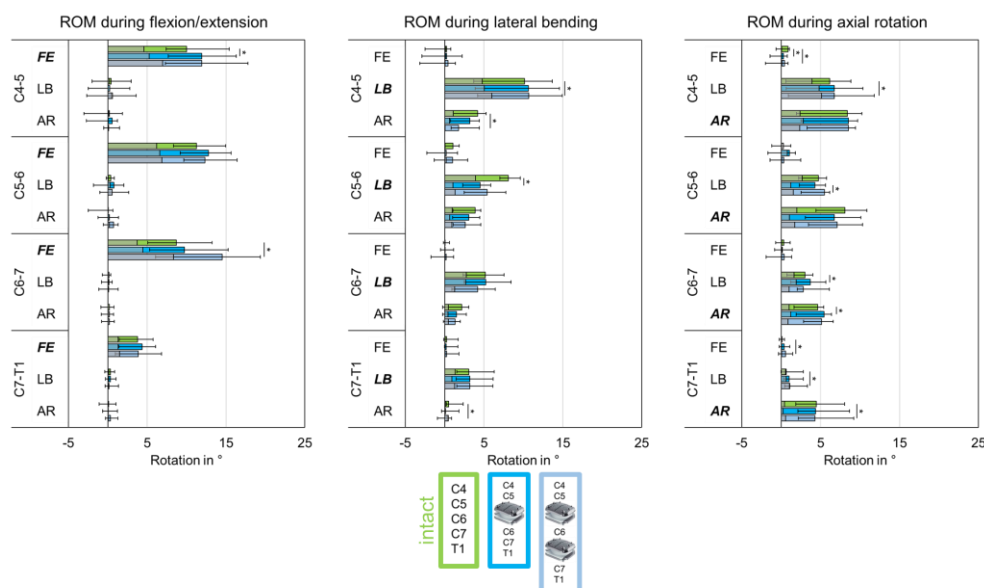 ROM during flexion/extension
C4-5
FE
*
LB
AR
C5-6
FE
LB
AR
C6-7
FE
*
LB
AR
C7-T1
FE
LB
AR
-5 5 15 25
Rotation in °
ROM during lateral bending
C4-5
FE
LB
*
AR
*
C5-6
FE
LB
*
AR
C6-7
FE
LB
AR
C7-T1
FE
LB
AR
*
-5 5 15 25
Rotation in °
ROM during axial rotation
C4-5
FE
* *
LB
*
AR
C5-6
FE
LB
*
AR
C6-7
FE
LB
*
AR
*
C7-T1
FE
*
LB
*
AR
*
-5 5 15 25
Rotation in °
intact
C4
C5
C6
C7
T1
C4
C5
C6
C7
T1
C4
C5
C6
C7
T1